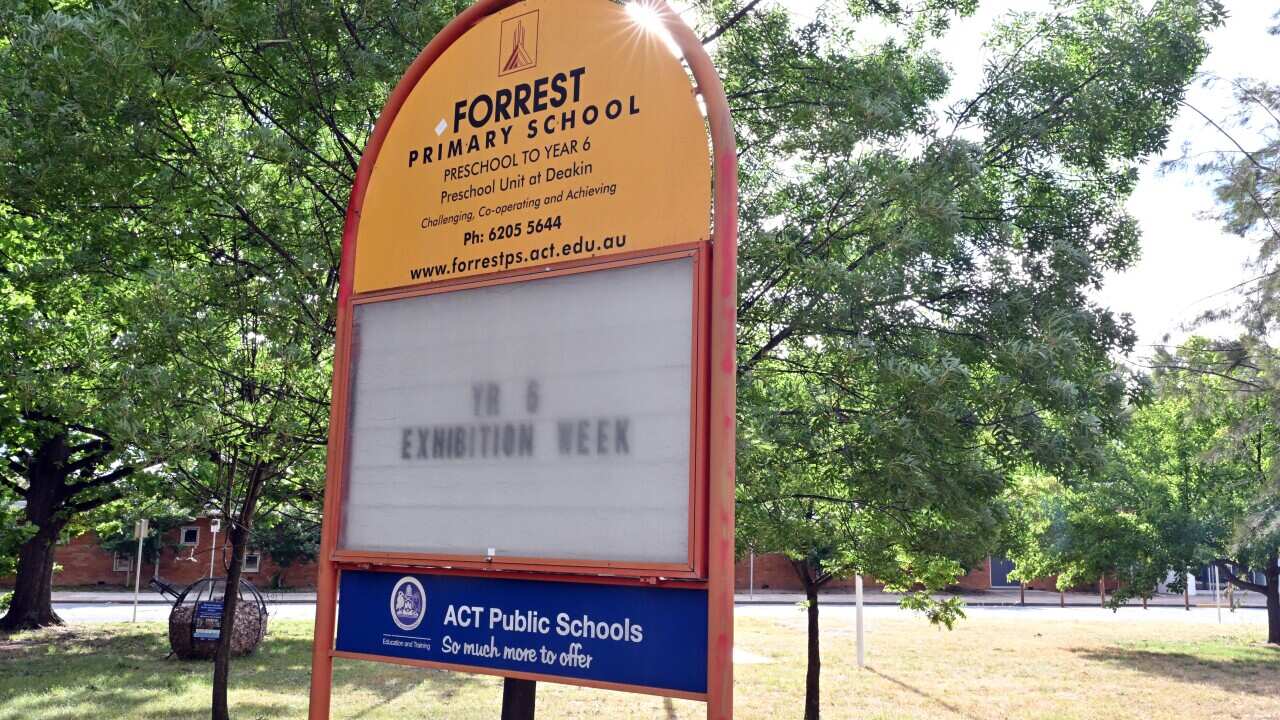 FORREST
PRIMARY SCHOOL
PRESCHOOL TO YEAR 6
Preschool Unit at Deakin
Challenging, Co-operating and Achieving
Ph: 6205 5644
www.forrestps.act.edu.au
YR 6
EXHIBITION WEEK
ACT Public Schools
So much more to offer
Education and Training